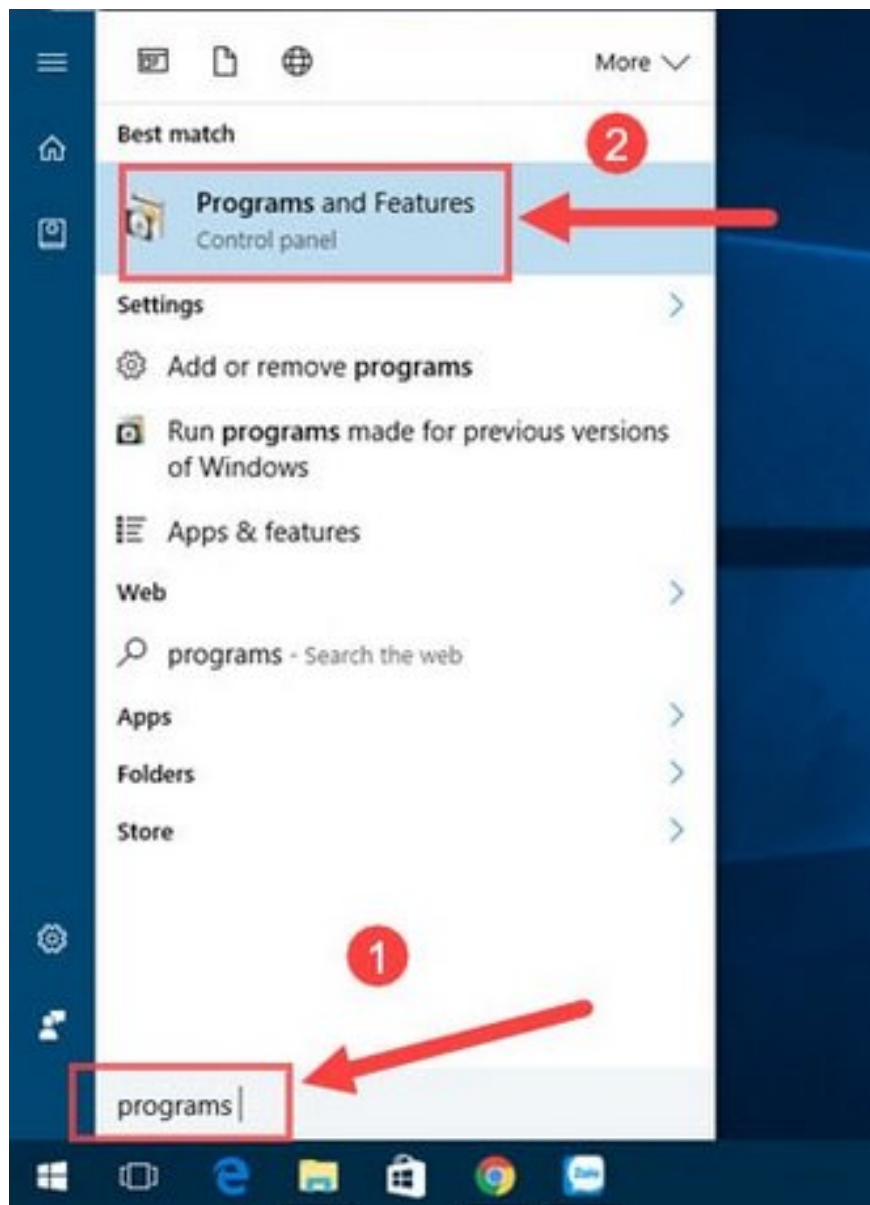 More
Best match
2
Programs and Features
Control panel
Settings
Add or remove programs
Run programs made for previous versions
of Windows
Apps & features
Web
programs - Search the web
Apps
Folders
Store
1
programs
Zalo